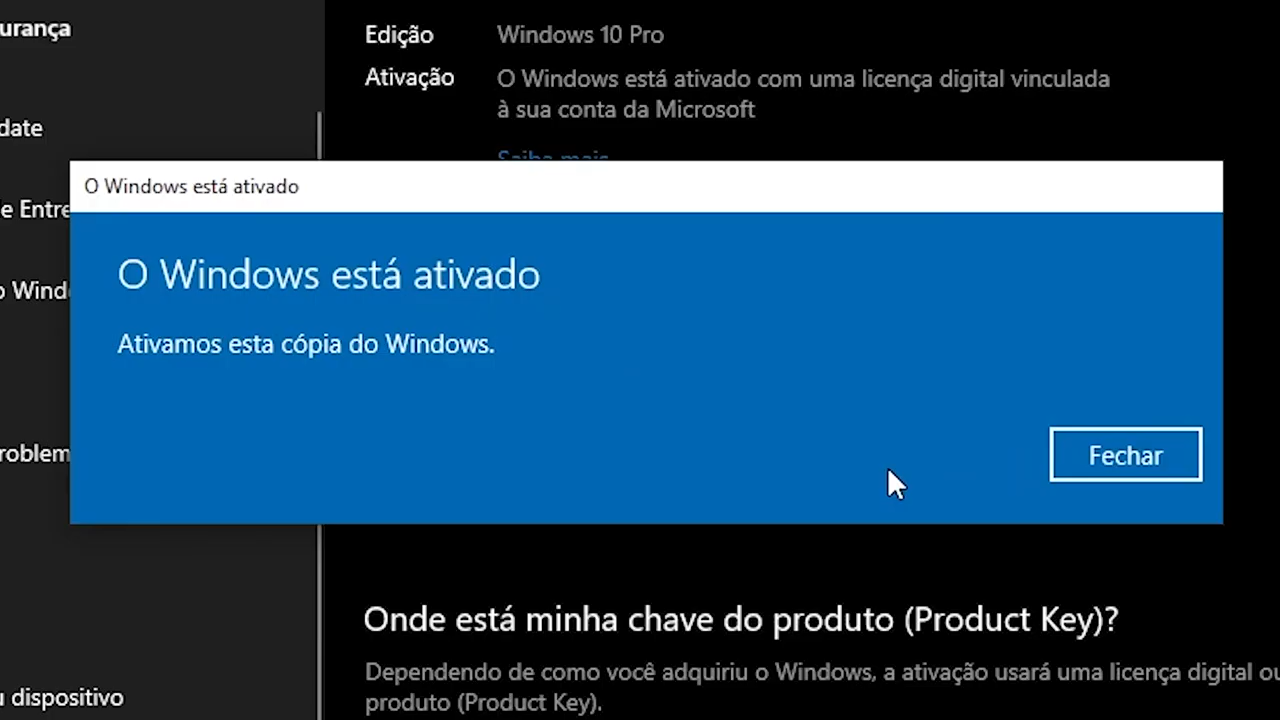 urança
Edição Windows 10 Pro
Ativação O Windows está ativado com uma licença digital vinculada
à sua conta da Microsoft
date
Saiba mais
O Windows está ativado
e Entre
O Windows está ativado
o Wind
Ativamos esta cópia do Windows.
roblem
Fechar
Onde está minha chave do produto (Product Key)?
Dependendo de como você adquiriu o Windows, a ativação usará uma licença digital ou
produto (Product Key).
u dispositivo